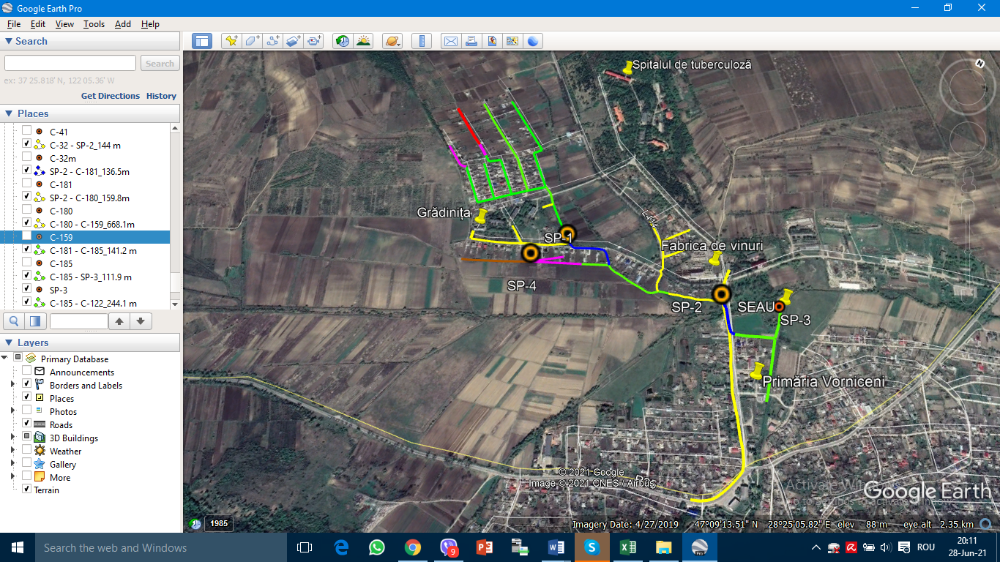 Google Earth Pro
File Edit View Tools Add Help
Search
Search
ex: 37 25.818' N, 122 05.36' W
Get Directions History
Places
C-41
C-32 - SP-2_144 m
C-32m
SP-2 - C-181_136.5m
C-181
SP-2 - C-180_159.8m
C-180
C-180 - C-159_668.1m
C-159
C-181 - C-185_141.2 m
C-185
C-185 - SP-3_111.9 m
SP-3
C-185 - C-122_244.1 m
Layers
Primary Database
Announcements
Borders and Labels
Places
Photos
Roads
3D Buildings
Weather
Gallery
More
Terrain
N
Spitalul de tuberculoză
Grădinița
L414
SP-1
Fabrica de vinuri
SP-4
SP-2
SEAU
SP-3
Primăria Vorniceni
© 2021 Google
Image © 2021 CNES / Airbus
Google Earth
1985
Imagery Date: 4/27/2019 47°09'13.51" N 28°25'05.82" E elev 88 m eye alt 2.35 km
Search the web and Windows
9
Pro
ROU
20:11
28-Jun-21